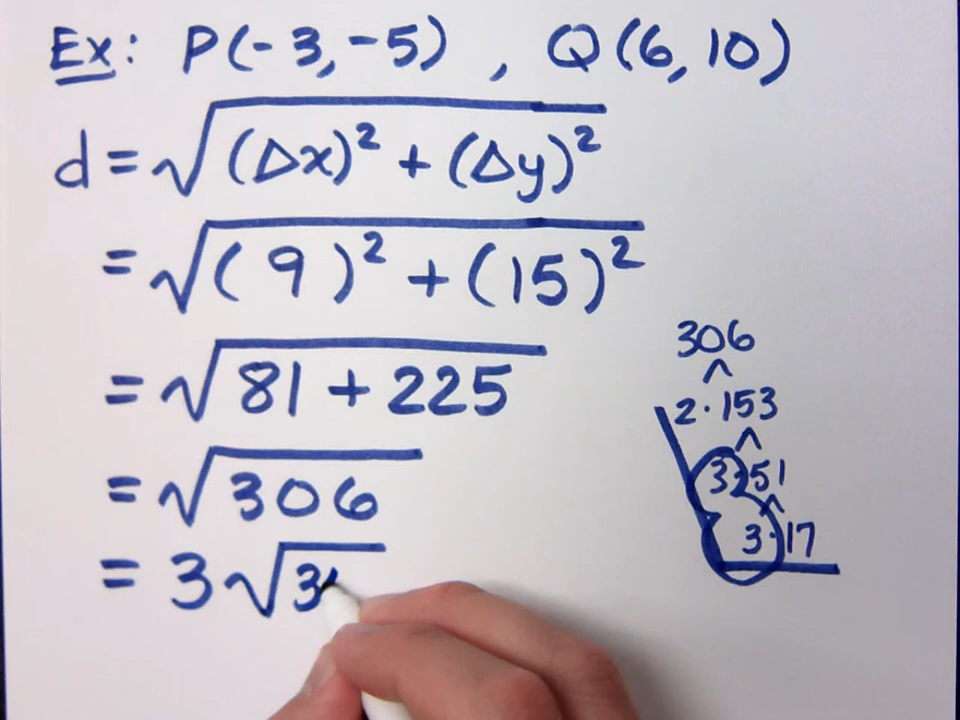 Ex: P(-3,-5) , Q(6,10)
d = √((Δx)² + (Δy)²)
= √((9)² + (15)²)
= √(81 + 225)
= √306
= 3√3
306
2·153
3·51
3·17